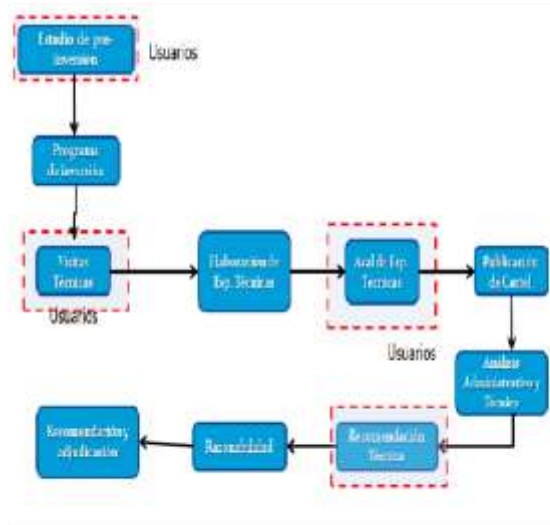 Estudio de pre-
inversión
Usuarios
Programa
de inversión
Visitas
Técnicas
Usuarios
Elaboración de
Esp. Técnicas
Aval de Esp.
Técnicas
Usuarios
Publicación
de Cartel
Análisis
Administrativo y
Técnico
Recomendación
Técnica
Razonabilidad
Recomendación y
adjudicación